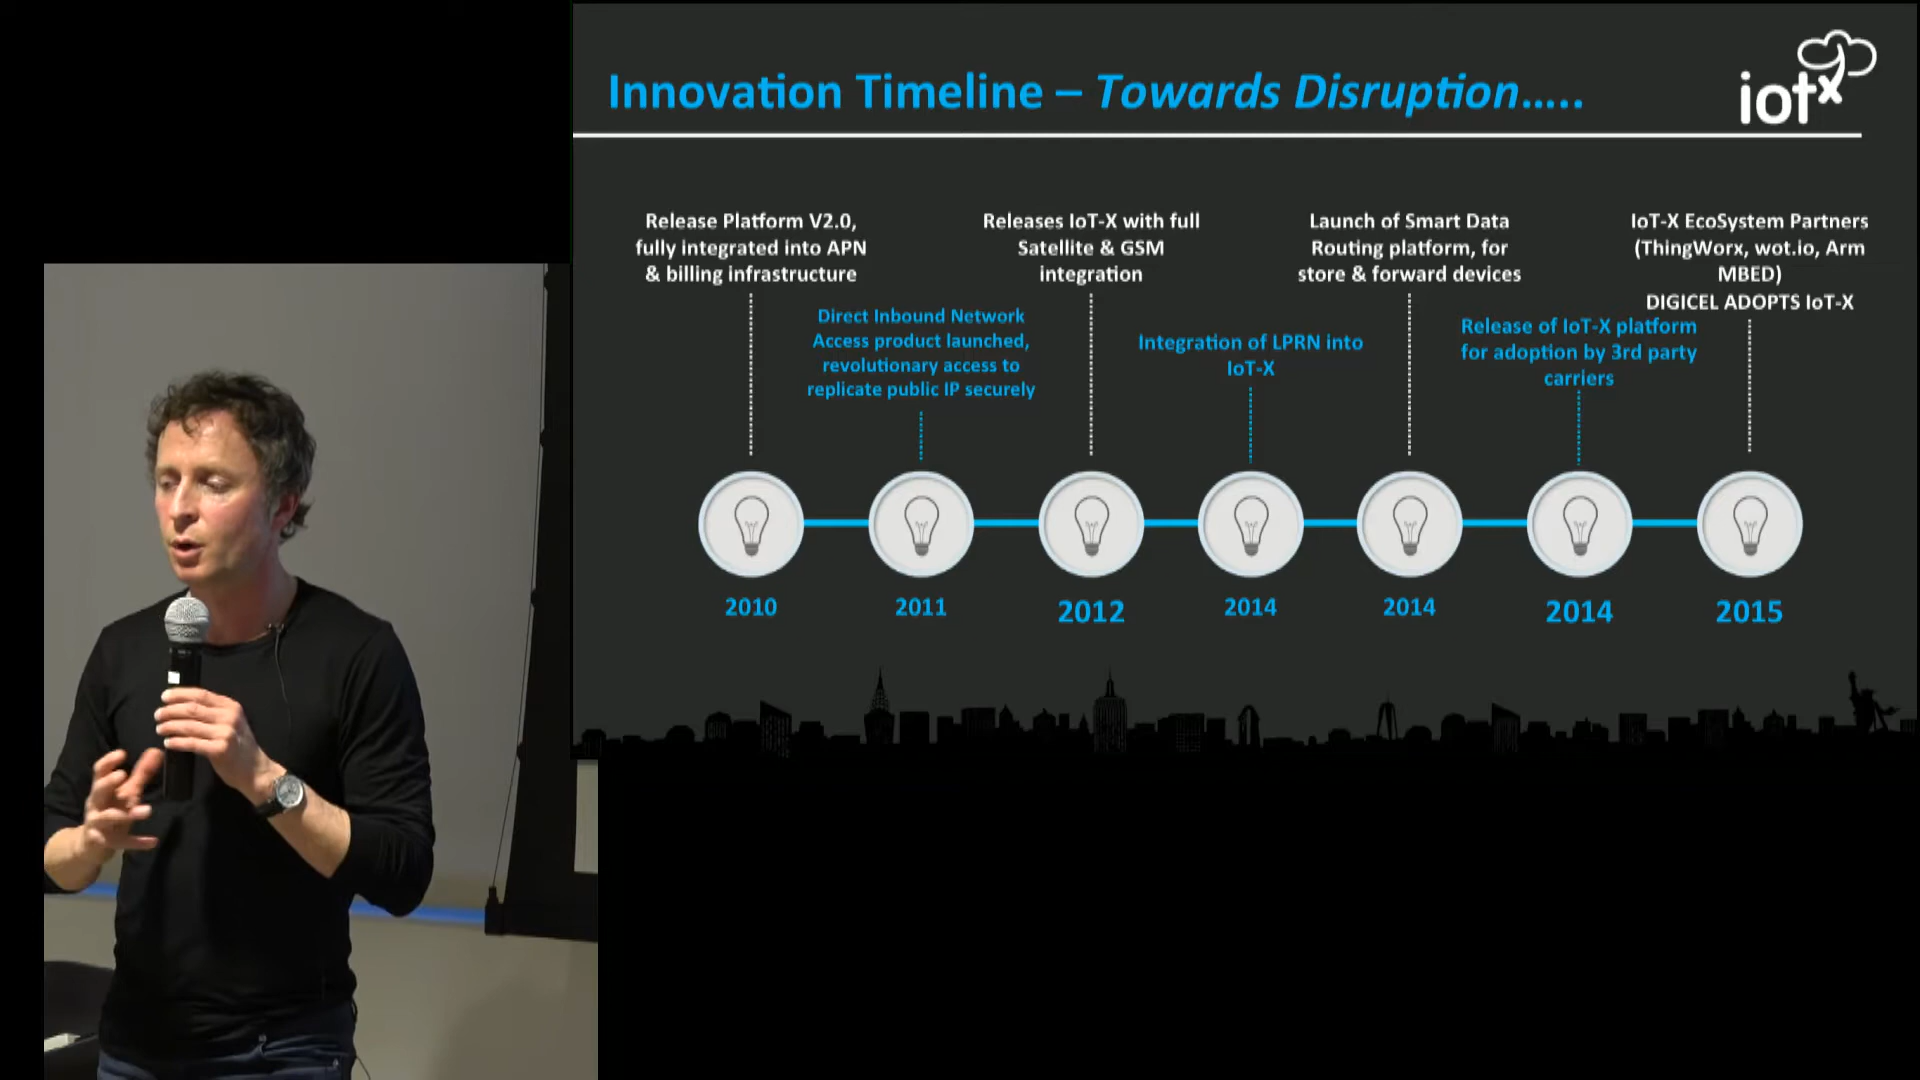 Innovation Timeline – Towards Disruption.....
iotx
Release Platform V2.0,
fully integrated into APN
& billing infrastructure
Direct Inbound Network
Access product launched,
revolutionary access to
replicate public IP securely
Releases IoT-X with full
Satellite & GSM
integration
Integration of LPRN into
IoT-X
Launch of Smart Data
Routing platform, for
store & forward devices
Release of IoT-X platform
for adoption by 3rd party
carriers
IoT-X EcoSystem Partners
(ThingWorx, wot.io, Arm
MBED)
DIGICEL ADOPTS IoT-X
2010
2011
2012
2014
2014
2014
2015